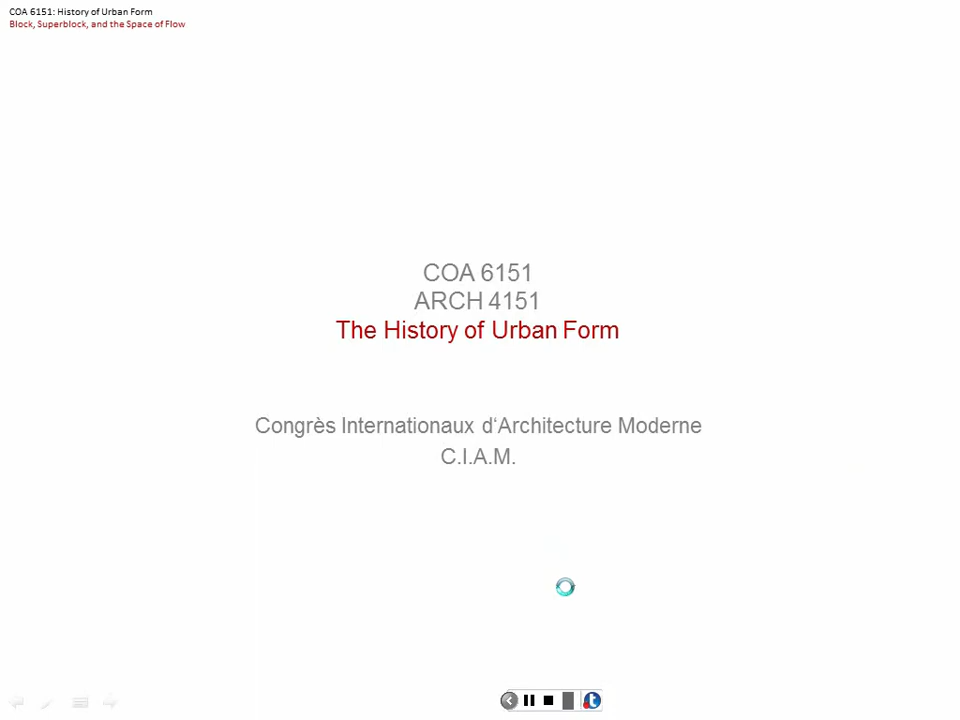 COA 6151: History of Urban Form
Block, Superblock, and the Space of Flow
COA 6151
ARCH 4151
The History of Urban Form
Congrès Internationaux d‘Architecture Moderne
C.I.A.M.